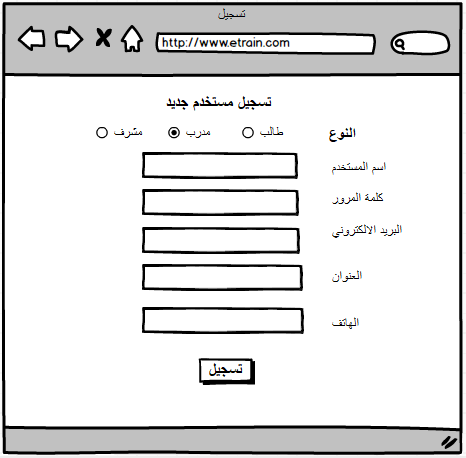 تسجيل
http://www.etrain.com
تسجيل مستخدم جديد
النوع طالب مدرب مشرف
اسم المستخدم
كلمة المرور
البريد الالكتروني
العنوان
الهاتف
تسجيل